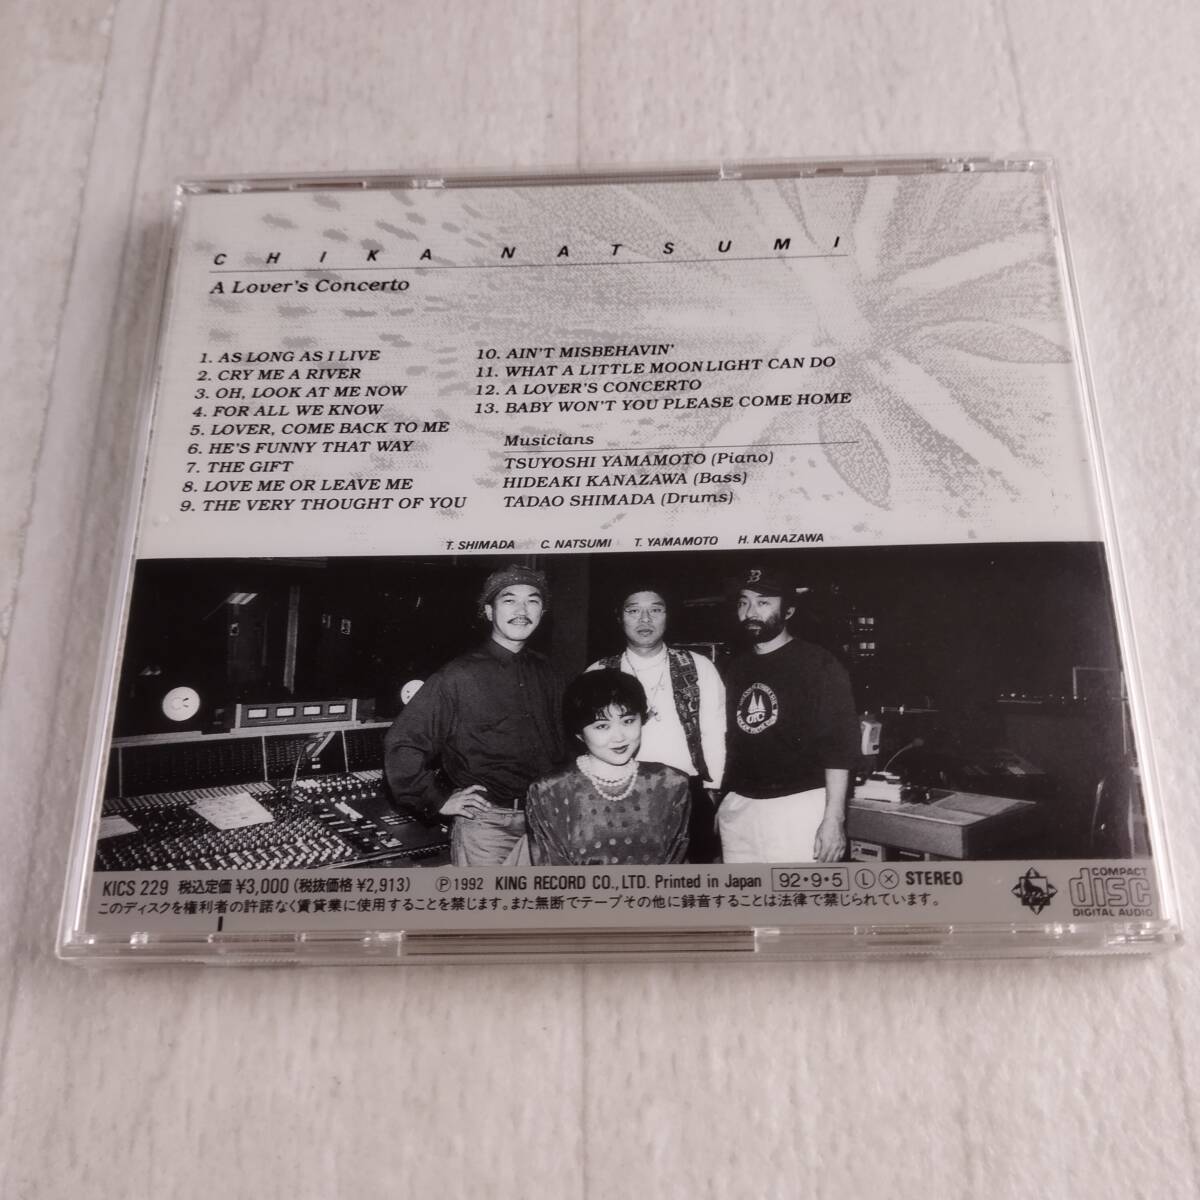 CHIKA NATSUMI
A Lover's Concerto
1. AS LONG AS I LIVE
2. CRY ME A RIVER
3. OH, LOOK AT ME NOW
4. FOR ALL WE KNOW
5. LOVER, COME BACK TO ME
6. HE'S FUNNY THAT WAY
7. THE GIFT
8. LOVE ME OR LEAVE ME
9. THE VERY THOUGHT OF YOU
10. AIN'T MISBEHAVIN'
11. WHAT A LITTLE MOONLIGHT CAN DO
12. A LOVER'S CONCERTO
13. BABY WON'T YOU PLEASE COME HOME
Musicians
TSUYOSHI YAMAMOTO (Piano)
HIDEAKI KANAZAWA (Bass)
TADAO SHIMADA (Drums)
T. SHIMADA C. NATSUMI T. YAMAMOTO H. KANAZAWA
B
OTC
KICS 229 税込定価 ¥3,000 (税抜価格 ¥2,913) Ⓟ1992 KING RECORD CO., LTD. Printed in Japan 92・9・5 Ⓛ Ⓧ STEREO
このディスクを権利者の許諾なく賃貸業に使用することを禁じます。また無断でテープその他に録音することは法律で禁じられています。
COMPACT
disc
DIGITAL AUDIO